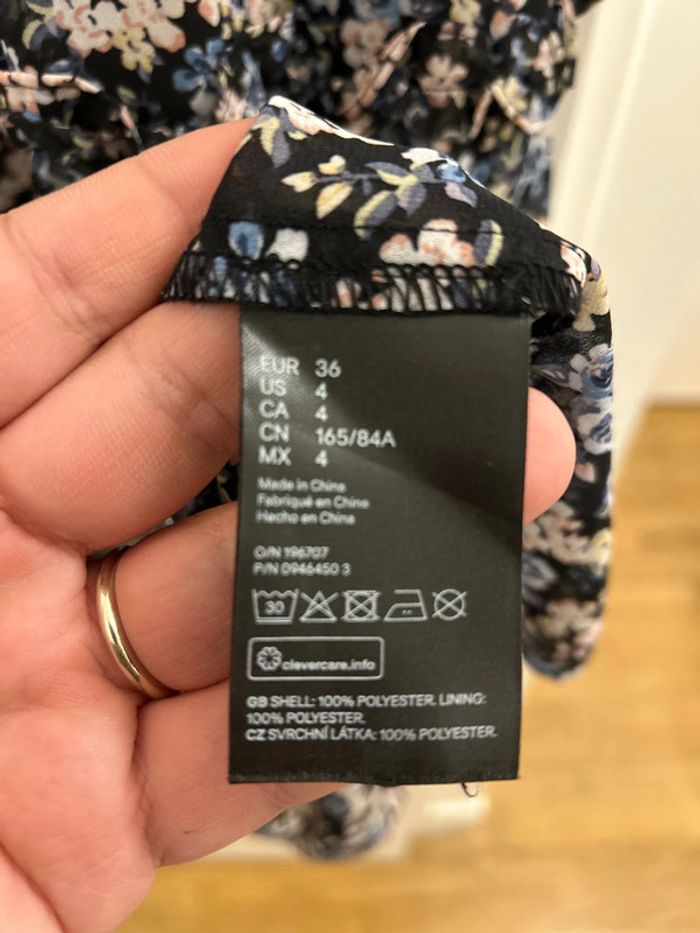 EUR 36
US 4
CA 4
CN 165/84A
MX 4
Made in China
Fabriqué en Chine
Hecho en China
O/N 196707
P/N 0946450 3
30
clevercare.info
GB SHELL: 100% POLYESTER. LINING:
100% POLYESTER.
CZ SVRCHNÍ LÁTKA: 100% POLYESTER.